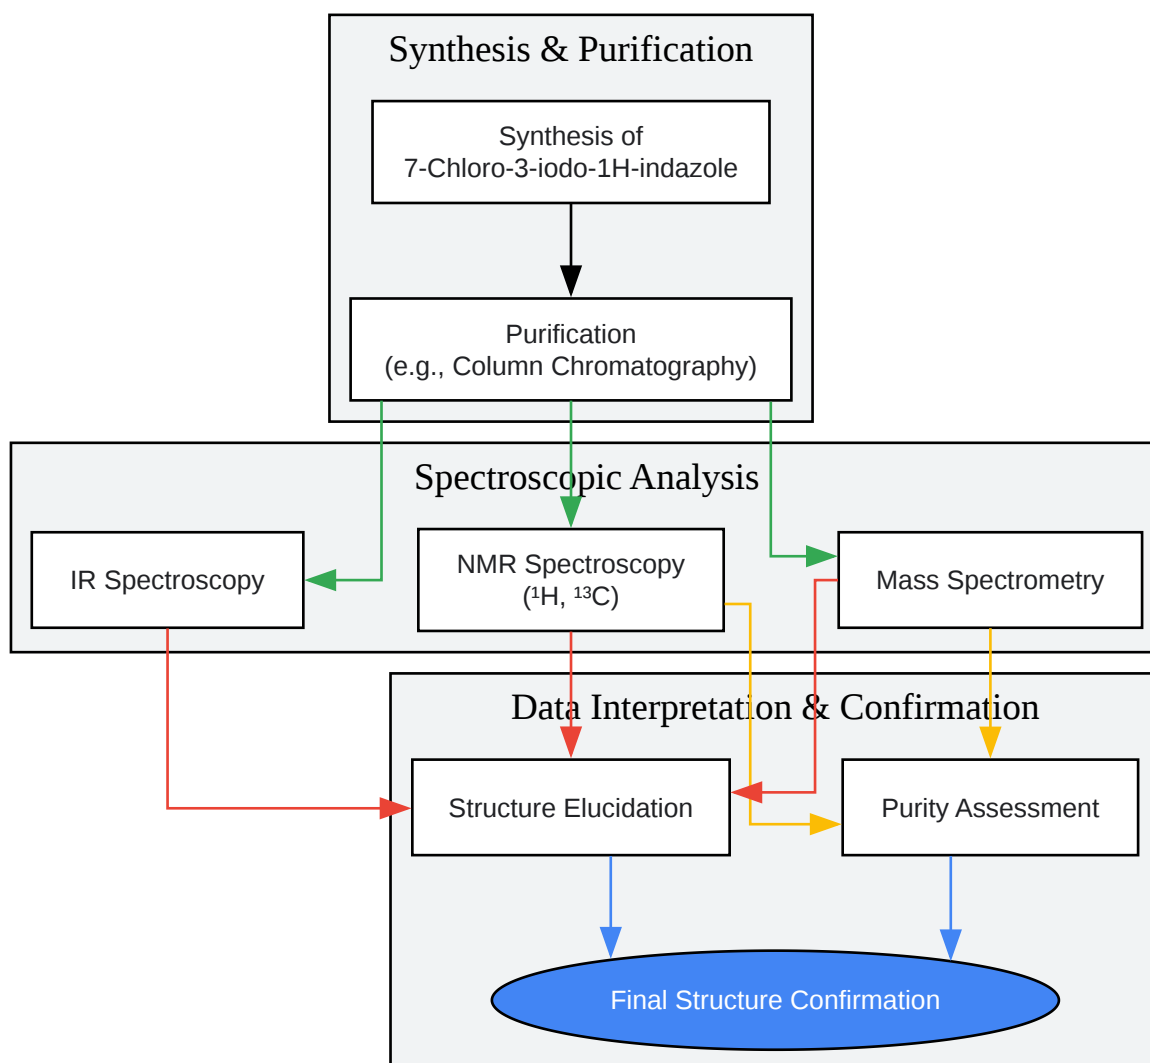 Synthesis & Purification
Synthesis of
7-Chloro-3-iodo-1H-indazole
Purification
(e.g., Column Chromatography)
Spectroscopic Analysis
IR Spectroscopy
NMR Spectroscopy
(¹H, ¹³C)
Mass Spectrometry
Data Interpretation & Confirmation
Structure Elucidation
Purity Assessment
Final Structure Confirmation